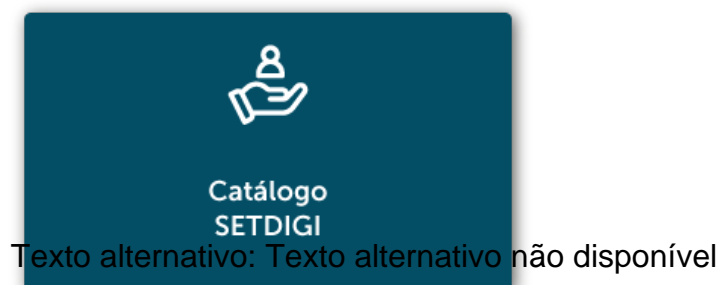 Catálogo
SETDIGI
Texto alternativo: Texto alternativo não disponível